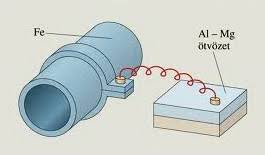 Fe
Al – Mg
ötvözet